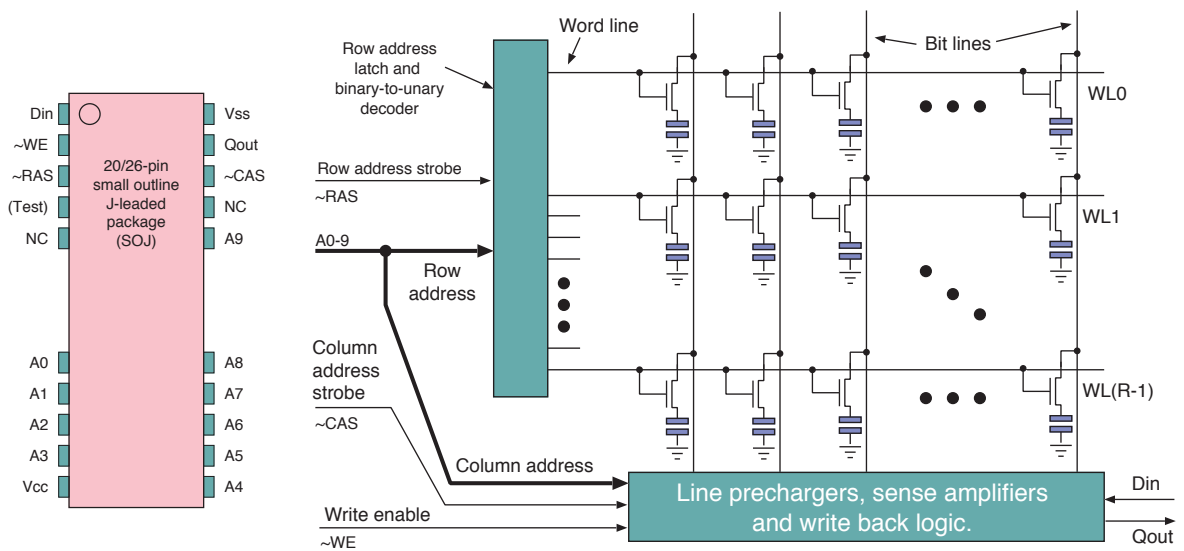 Din
~WE
~RAS
(Test)
NC
A0
A1
A2
A3
Vcc
20/26-pin
small outline
J-leaded
package
(SOJ)
Vss
Qout
~CAS
NC
A9
A8
A7
A6
A5
A4
Row address
latch and
binary-to-unary
decoder
Word line
Bit lines
WL0
Row address strobe
~RAS
WL1
A0-9
Row
address
Column
address
strobe
~CAS
WL(R-1)
Column address
Write enable
~WE
Line prechargers, sense amplifiers
and write back logic.
Din
Qout